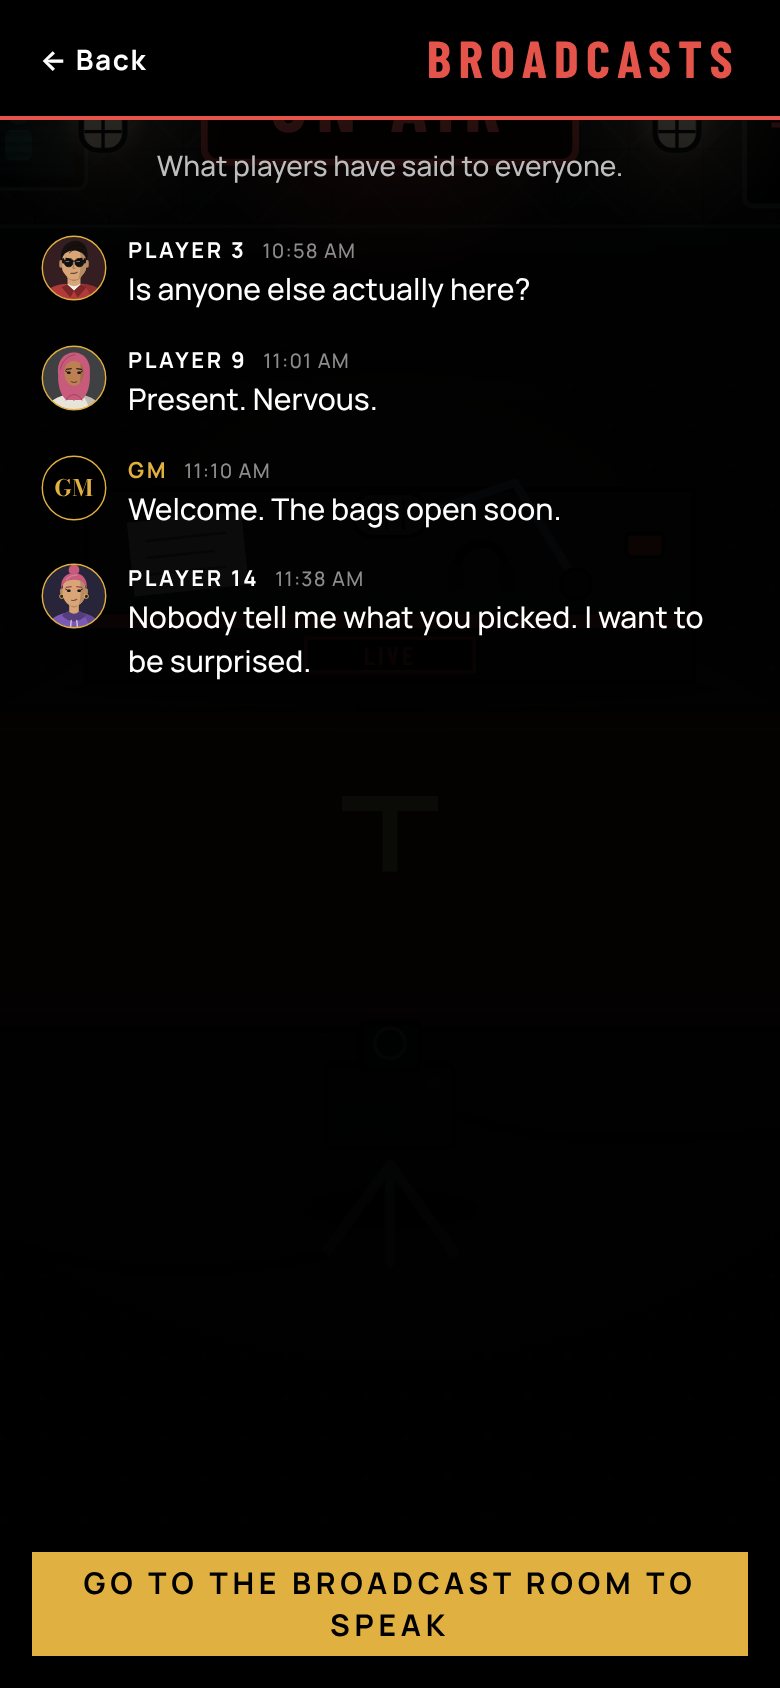 ← Back
BROADCASTS
ON AIR
What players have said to everyone.
PLAYER 3 10:58 AM
Is anyone else actually here?
PLAYER 9 11:01 AM
Present. Nervous.
GM
GM 11:10 AM
Welcome. The bags open soon.
PLAYER 14 11:38 AM
Nobody tell me what you picked. I want to
be surprised.
LIVE
GO TO THE BROADCAST ROOM TO
SPEAK